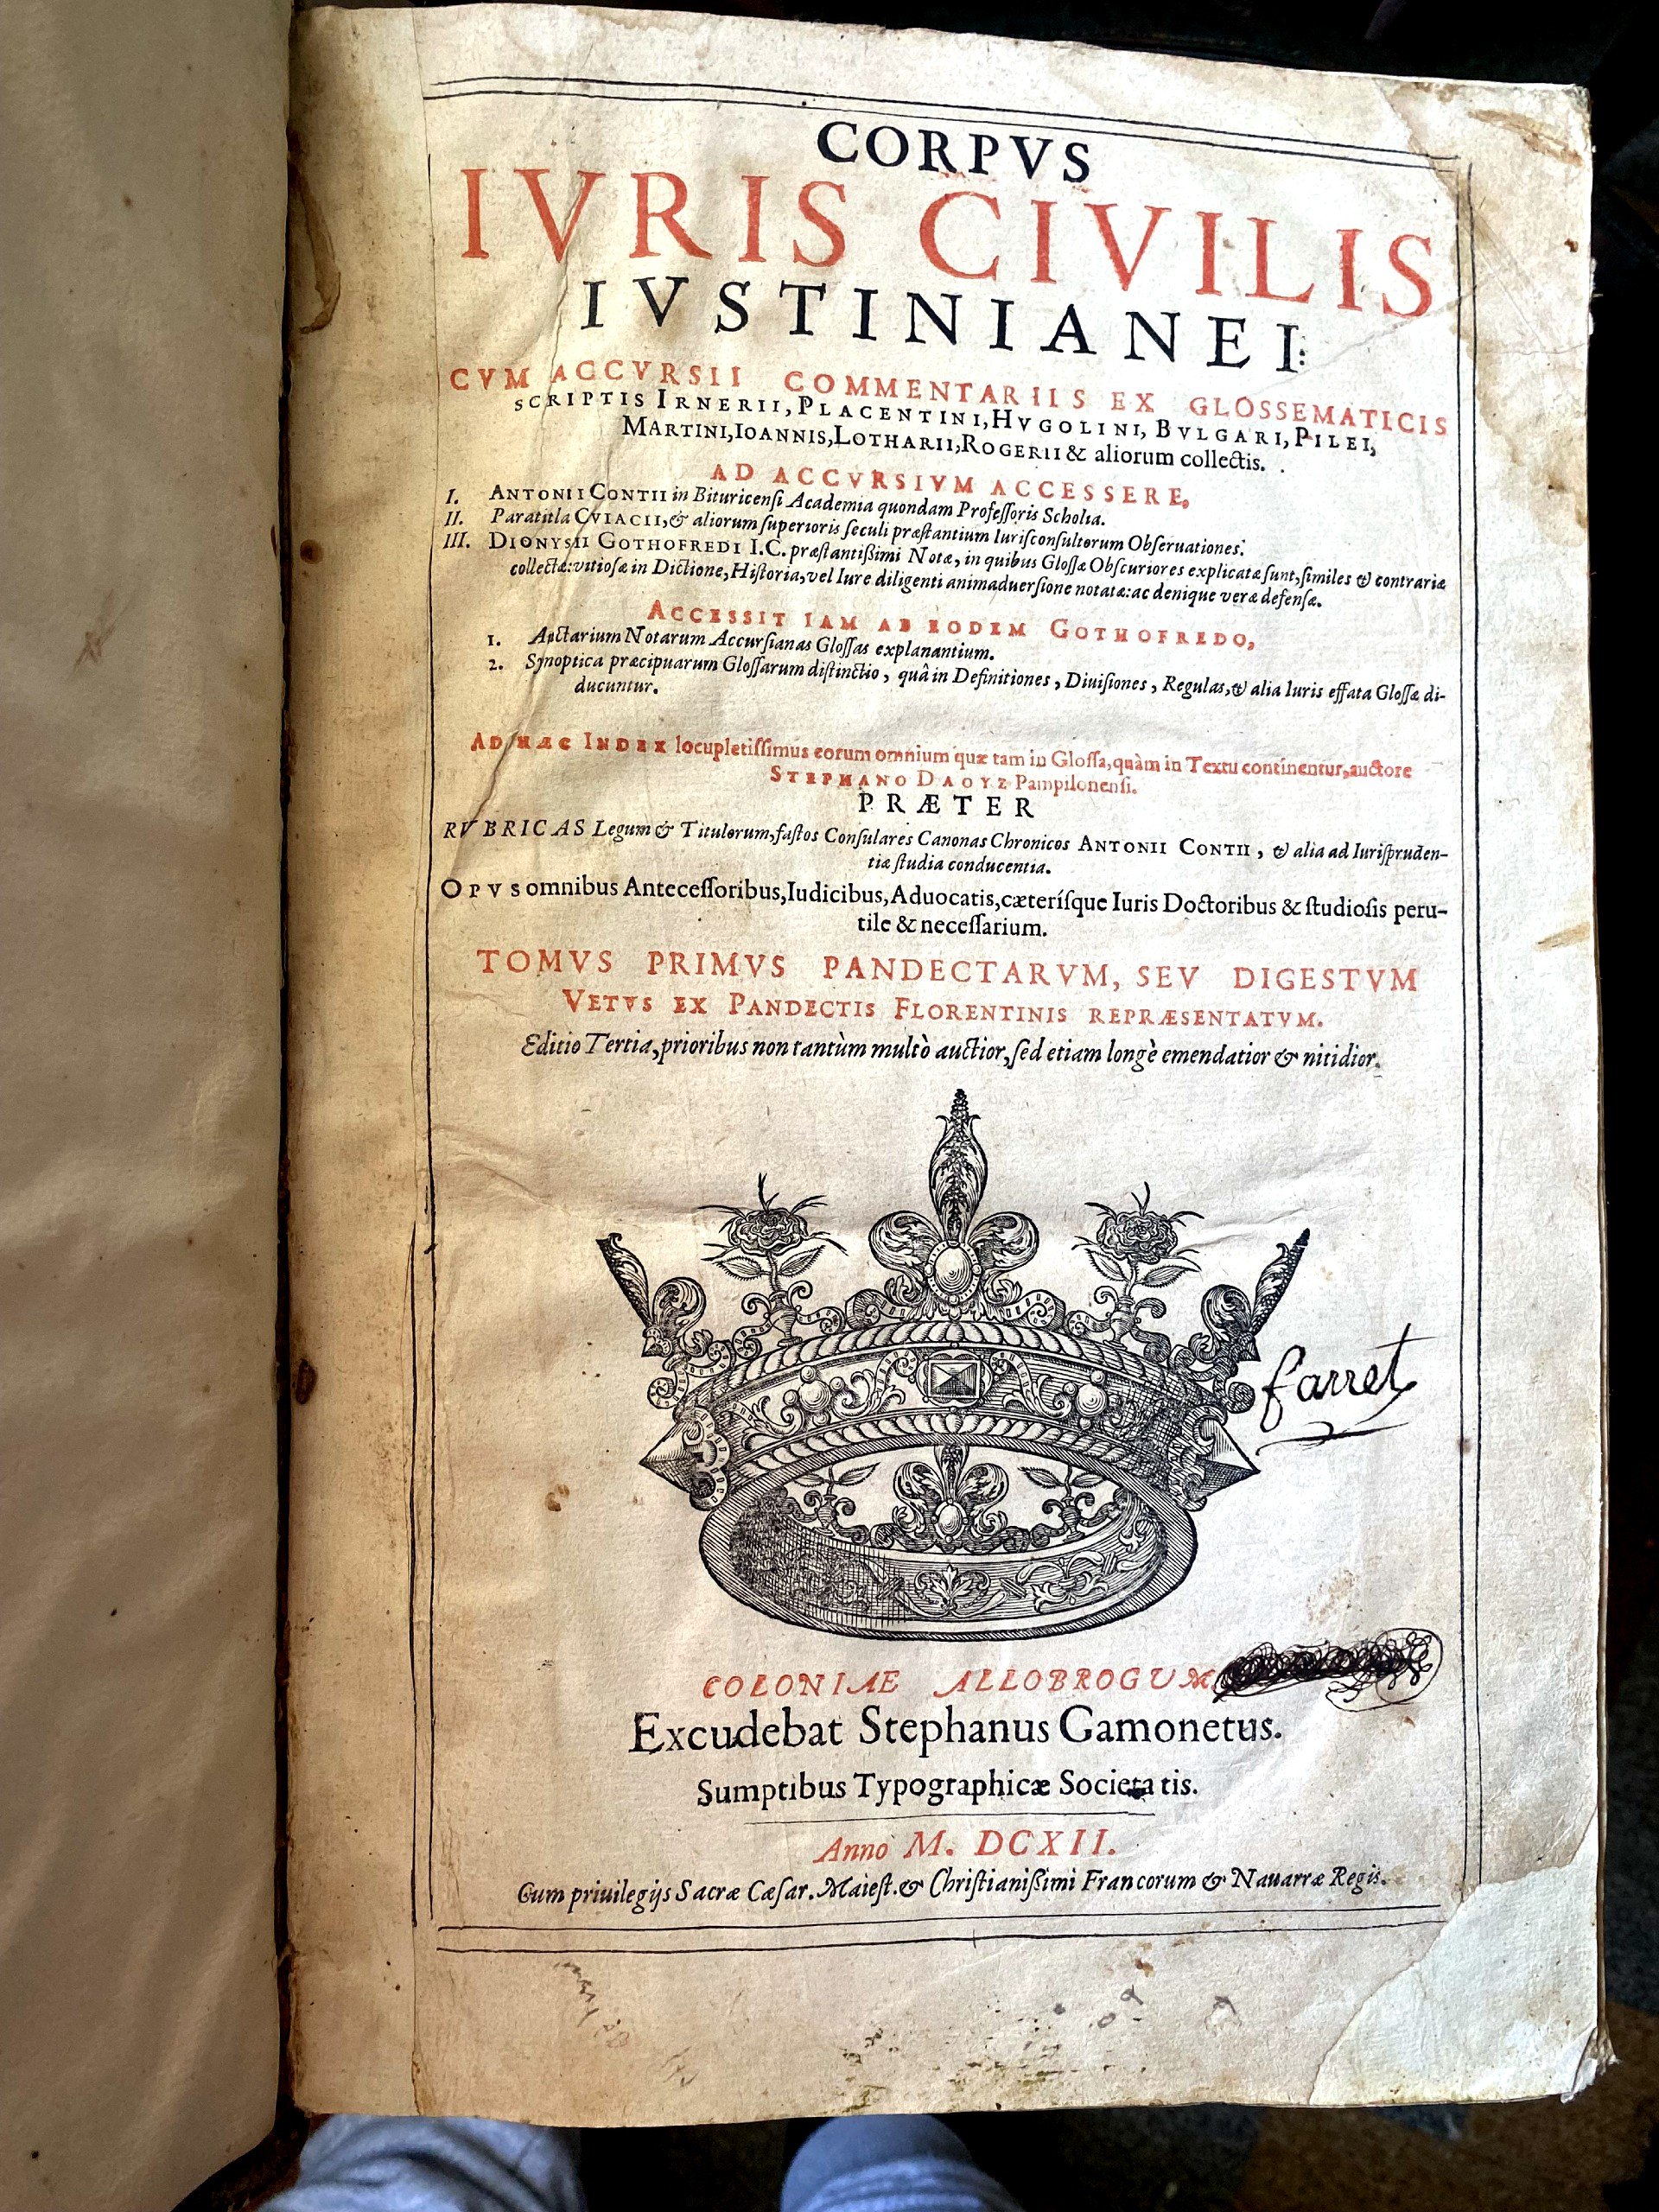 CORPVS
IVRIS CIVILIS
IVSTINIANEI:
CVM ACCVRSII COMMENTARIIS EX GLOSSEMATICIS
SCRIPTIS IRNERII, PLACENTINI, HVGOLINI, BVLGARI, PILEI,
MARTINI, IOANNIS, LOTHARII, ROGERII & aliorum collectis.
AD ACCVRSIVM ACCESSERE,
I. ANTONII CONTII in Bituricenſi Academia quondam Profeſſoris Scholia.
II. Paratitla CVIACII, & aliorum ſuperioris ſeculi præſtantium Iuriſconſultorum Obſeruationes.
III. DIONYSII GOTHOFREDI I.C. præſtantißimi Notæ, in quibus Gloſſæ Obſcuriores explicatæ ſunt, ſimiles & contrariæ
collectæ: vitioſæ in Dictione, Hiſtoria, vel Iure diligenti animaduerſione notatæ: ac denique veræ defenſæ.
ACCESSIT IAM AB EODEM GOTHOFREDO,
1. Auctarium Notarum Accurſianas Gloſſas explanantium.
2. Synoptica præcipuarum Gloſſarum diſtinctio, quâ in Definitiones, Diuiſiones, Regulas, & alia Iuris effata Gloſſæ di-
ducuntur.
AD HÆC INDEX locupletiſſimus eorum omnium quæ tam in Gloſſa, quàm in Textu continentur, auctore
STEPHANO DAOYZ Pampilonenſi.
PRÆTER
RVBRICAS Legum & Titulorum, faſtos Conſulares Canonas Chronicos ANTONII CONTII, & alia ad Iuriſpruden-
tiæ ſtudia conducentia.
OPVS omnibus Anteceſſoribus, Iudicibus, Aduocatis, cæteríſque Iuris Doctoribus & ſtudioſis peru-
tile & neceſſarium.
TOMVS PRIMVS PANDECTARVM, SEV DIGESTVM
VETVS EX PANDECTIS FLORENTINIS REPRÆSENTATVM.
Editio Tertia, prioribus non tantùm multò auctior, ſed etiam longè emendatior & nitidior.
farret
COLONIAE ALLOBROGUM
Excudebat Stephanus Gamonetus.
Sumptibus Typographicæ Societatis.
Anno M. DCXII.
Cum priuilegijs Sacræ Cæſar. Maieſt. & Chriſtianißimi Francorum & Nauarræ Regis.